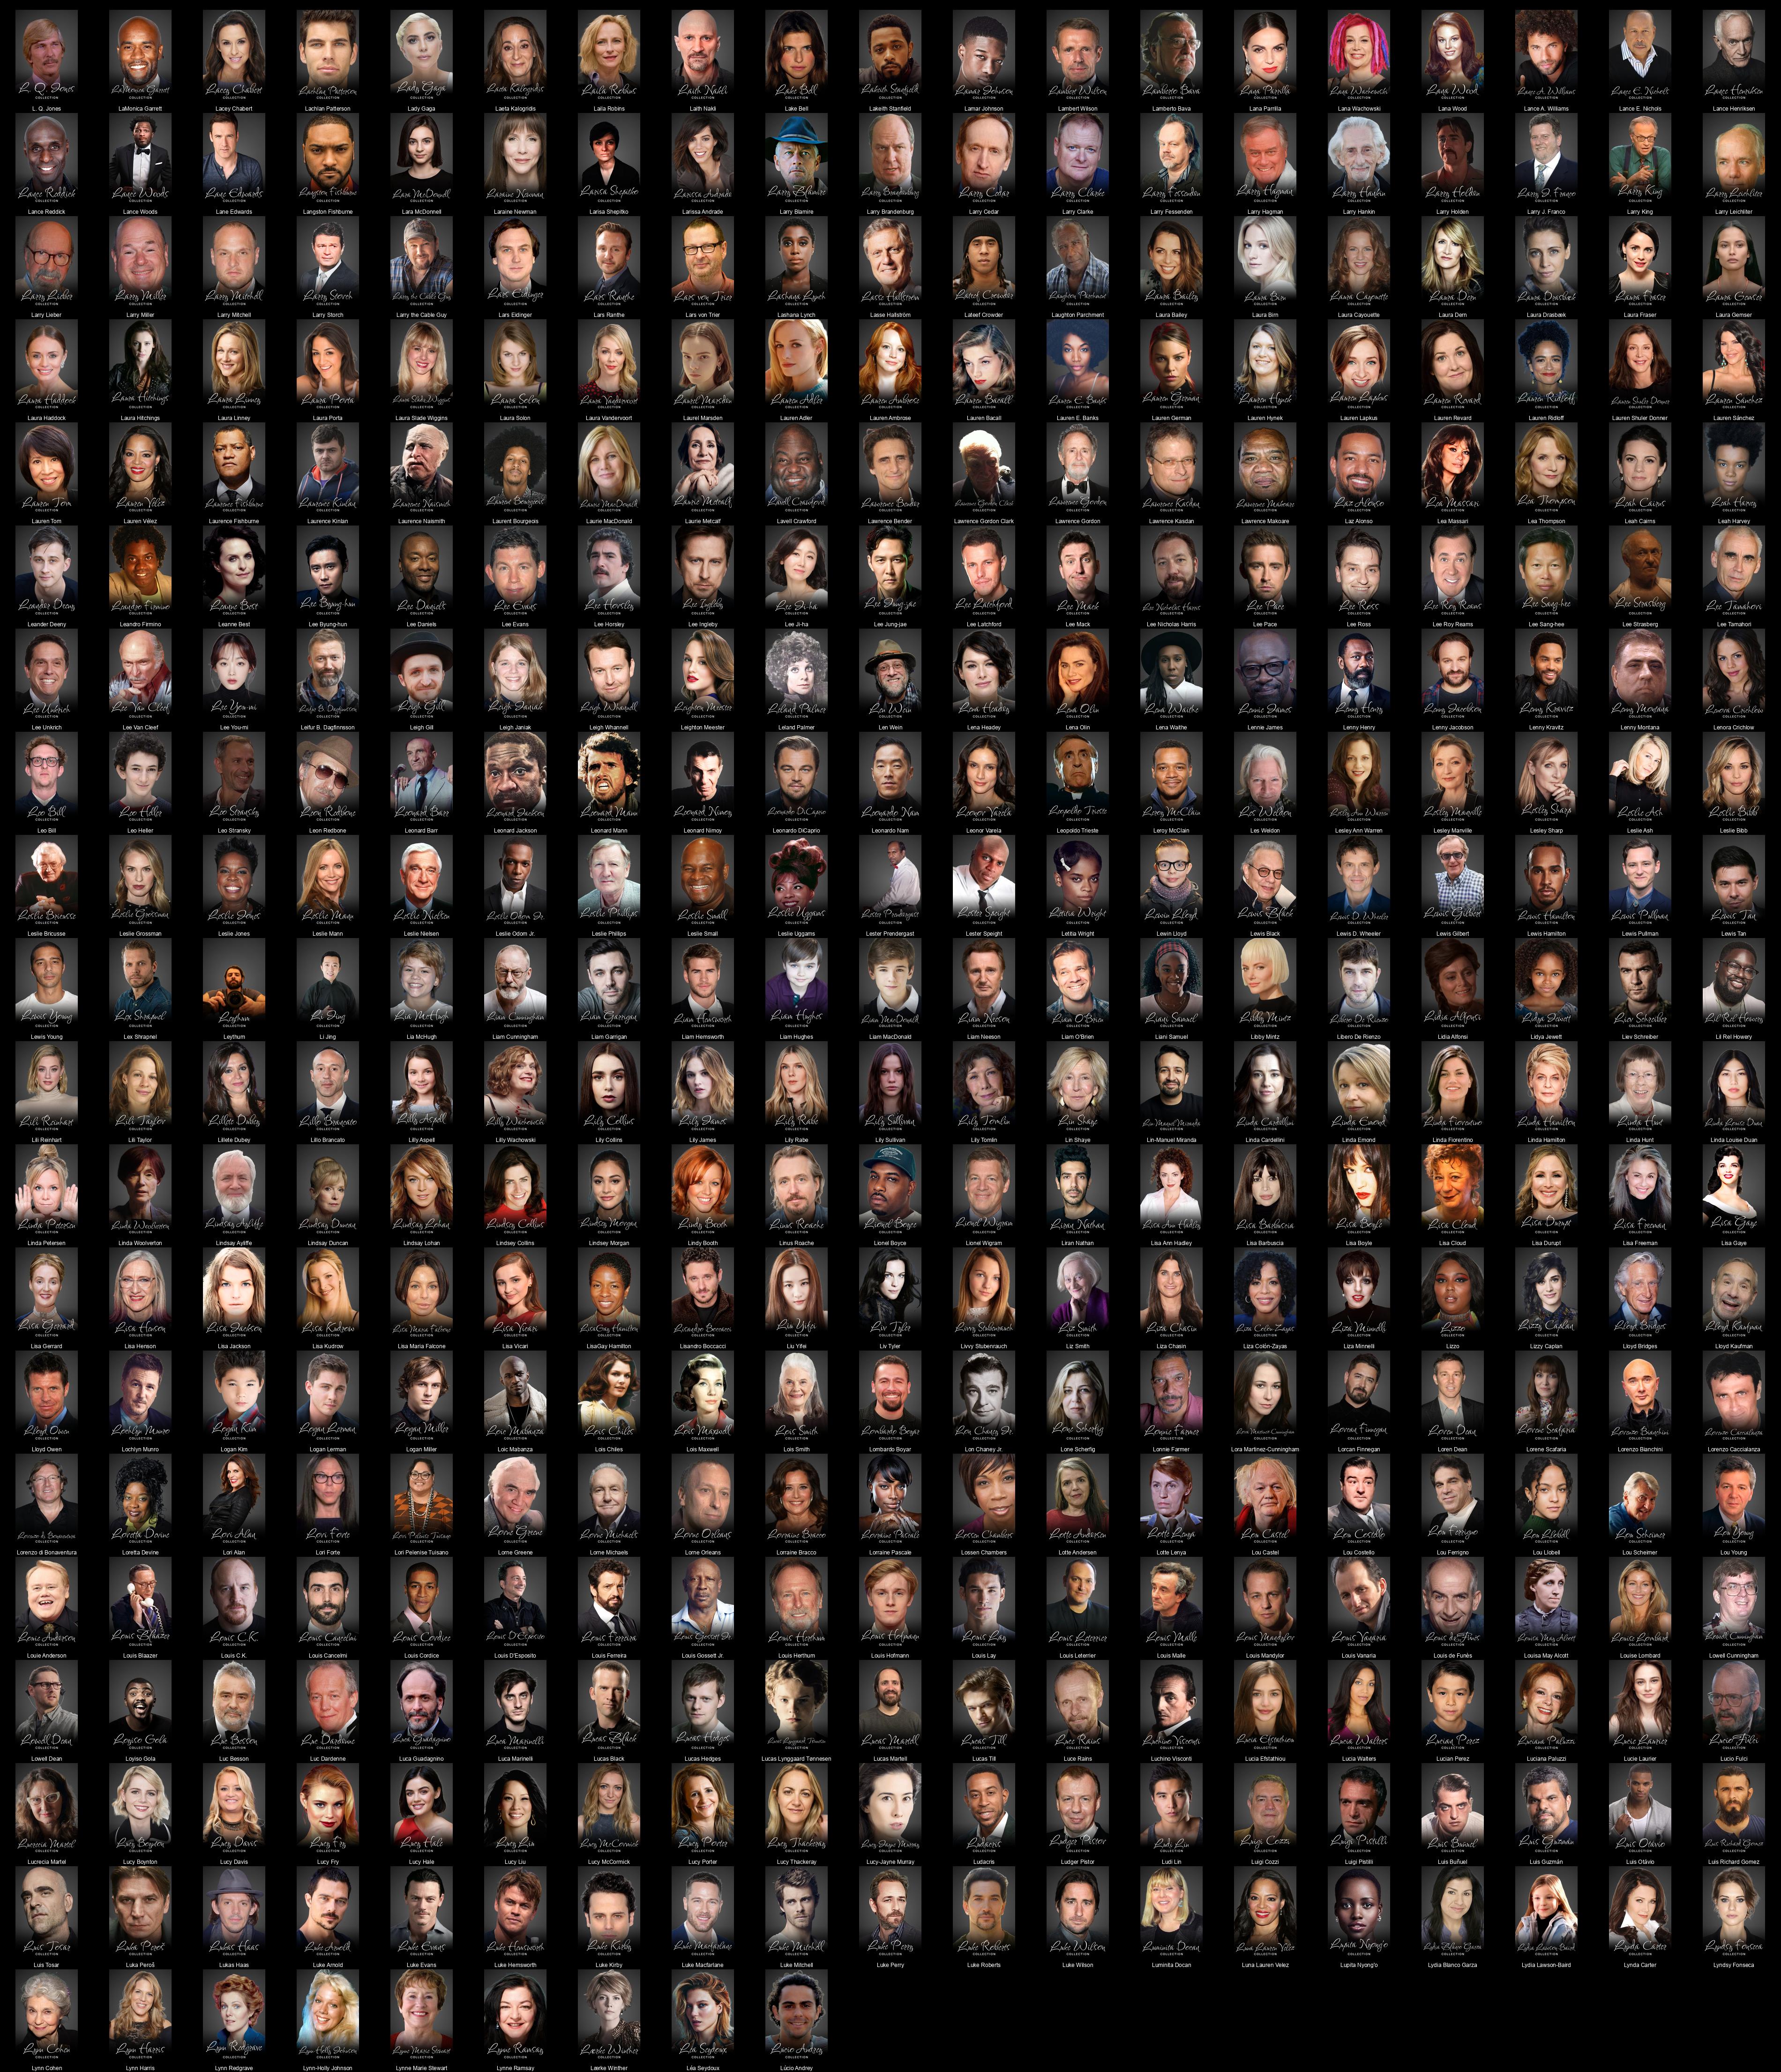 L. Q. Jones LaMonica Garrett Lacey Chabert Lachlan Patterson Lady Gaga Laeta Kalogridis Laila Robins Laith Nakli Lake Bell Lakeith Stanfield Lamar Johnson Lambert Wilson Lamberto Bava Lana Parrilla Lana Wachowski Lana Wood Lance A. Williams Lance E. Nichols Lance Henriksen
Lance Reddick Lance Woods Lane Edwards Langston Fishburne Lara McDonnell Laraine Newman Larisa Shepitko Larissa Andrade Larry Blamire Larry Brandenburg Larry Cedar Larry Clarke Larry Fessenden Larry Hagman Larry Hankin Larry Holden Larry J. Franco Larry King Larry Leichliter
Larry Lieber Larry Miller Larry Mitchell Larry Storch Larry the Cable Guy Lars Eidinger Lars Ranthe Lars von Trier Lashana Lynch Lasse Hallström Lateef Crowder Laughton Parchment Laura Bailey Laura Birn Laura Cayouette Laura Dern Laura Drasbæk Laura Fraser Laura Gemser
Laura Haddock Laura Hitchings Laura Linney Laura Porta Laura Slade Wiggins Laura Solon Laura Vandervoort Laurel Marsden Lauren Adler Lauren Ambrose Lauren Bacall Lauren E. Banks Lauren German Lauren Hynek Lauren Lapkus Lauren Revard Lauren Ridloff Lauren Shuler Donner Lauren Sánchez
Lauren Tom Lauren Vélez Laurence Fishburne Laurence Kinlan Laurence Naismith Laurent Bourgeois Laurie MacDonald Laurie Metcalf Lavell Crawford Lawrence Bender Lawrence Gordon Clark Lawrence Gordon Lawrence Kasdan Lawrence Makoare Laz Alonso Lea Massari Lea Thompson Leah Cairns Leah Harvey
Leander Deeny Leandro Firmino Leanne Best Lee Byung-hun Lee Daniels Lee Evans Lee Horsley Lee Ingleby Lee Ji-ha Lee Jung-jae Lee Latchford Lee Mack Lee Nicholas Harris Lee Pace Lee Ross Lee Roy Reams Lee Sang-hee Lee Strasberg Lee Tamahori
Lee Unkrich Lee Van Cleef Lee You-mi Leifur B. Dagfinnsson Leigh Gill Leigh Janiak Leigh Whannell Leighton Meester Leland Palmer Len Wein Lena Headey Lena Olin Lena Waithe Lennie James Lenny Henry Lenny Jacobson Lenny Kravitz Lenny Montana Lenora Crichlow
Leo Bill Leo Heller Leo Stransky Leon Redbone Leonard Barr Leonard Jackson Leonard Mann Leonard Nimoy Leonardo DiCaprio Leonardo Nam Leonor Varela Leopoldo Trieste Leroy McClain Les Weldon Lesley Ann Warren Lesley Manville Lesley Sharp Leslie Ash Leslie Bibb
Leslie Bricusse Leslie Grossman Leslie Jones Leslie Mann Leslie Nielsen Leslie Odom Jr. Leslie Phillips Leslie Small Leslie Uggams Lester Prendergast Lester Speight Letitia Wright Lewin Lloyd Lewis Black Lewis D. Wheeler Lewis Gilbert Lewis Hamilton Lewis Pullman Lewis Tan
Lewis Young Lex Shrapnel Leythum Li Jing Lia McHugh Liam Cunningham Liam Garrigan Liam Hemsworth Liam Hughes Liam MacDonald Liam Neeson Liam O'Brien Liani Samuel Libby Mintz Libero De Rienzo Lidia Alfonsi Lidya Jewett Liev Schreiber Lil Rel Howery
Lili Reinhart Lili Taylor Lillete Dubey Lillo Brancato Lilly Aspell Lilly Wachowski Lily Collins Lily James Lily Rabe Lily Sullivan Lily Tomlin Lin Shaye Lin-Manuel Miranda Linda Cardellini Linda Emond Linda Fiorentino Linda Hamilton Linda Hunt Linda Louise Duan
Linda Petersen Linda Woolverton Lindsay Ayliffe Lindsay Duncan Lindsay Lohan Lindsey Collins Lindsey Morgan Lindy Booth Linus Roache Lionel Boyce Lionel Wigram Liran Nathan Lisa Ann Hadley Lisa Barbuscia Lisa Boyle Lisa Cloud Lisa Durupt Lisa Freeman Lisa Gaye
Lisa Gerrard Lisa Henson Lisa Jackson Lisa Kudrow Lisa Maria Falcone Lisa Vicari LisaGay Hamilton Lisandro Boccacci Liu Yifei Liv Tyler Livvy Stubenrauch Liz Smith Liza Chasin Liza Colón-Zayas Liza Minnelli Lizzo Lizzy Caplan Lloyd Bridges Lloyd Kaufman
Lloyd Owen Lochlyn Munro Logan Kim Logan Lerman Logan Miller Loïc Mabanza Lois Chiles Lois Maxwell Lois Smith Lombardo Boyar Lon Chaney Jr. Lone Scherfig Lonnie Farmer Lora Martinez-Cunningham Lorcan Finnegan Loren Dean Lorene Scafaria Lorenzo Bianchini Lorenzo Caccialanza
Lorenzo di Bonaventura Loretta Devine Lori Alan Lori Forte Lori Pelenise Tuisano Lorne Greene Lorne Michaels Lorne Orleans Lorraine Bracco Lorraine Pascale Lossen Chambers Lotte Andersen Lotte Lenya Lou Castel Lou Costello Lou Ferrigno Lou Llobell Lou Scheimer Lou Young
Louie Anderson Louis Blaazer Louis C.K. Louis Cancelmi Louis Cordice Louis D'Esposito Louis Ferreira Louis Gossett Jr. Louis Herthum Louis Hofmann Louis Lay Louis Leterrier Louis Malle Louis Mandylor Louis Vanaria Louis de Funès Louisa May Alcott Louise Lombard Lowell Cunningham
Lowell Dean Loyiso Gola Luc Besson Luc Dardenne Luca Guadagnino Luca Marinelli Lucas Black Lucas Hedges Lucas Lynggaard Tønnesen Lucas Martell Lucas Till Luce Rains Luchino Visconti Lucia Efstathiou Lucia Walters Lucian Perez Luciana Paluzzi Lucie Laurier Lucio Fulci
Lucrecia Martel Lucy Boynton Lucy Davis Lucy Fry Lucy Hale Lucy Liu Lucy McCormick Lucy Porter Lucy Thackeray Lucy-Jayne Murray Ludacris Ludger Pistor Ludi Lin Luigi Cozzi Luigi Pistilli Luis Buñuel Luis Guzmán Luis Otávio Luis Richard Gomez
Luis Tosar Luka Peroš Lukas Haas Luke Arnold Luke Evans Luke Hemsworth Luke Kirby Luke Macfarlane Luke Mitchell Luke Perry Luke Roberts Luke Wilson Luminita Docan Luna Lauren Velez Lupita Nyong'o Lydia Blanco Garza Lydia Lawson-Baird Lynda Carter Lyndsy Fonseca
Lynn Cohen Lynn Harris Lynn Redgrave Lynn-Holly Johnson Lynne Marie Stewart Lynne Ramsay Lærke Winther Léa Seydoux Lúcio Andrey